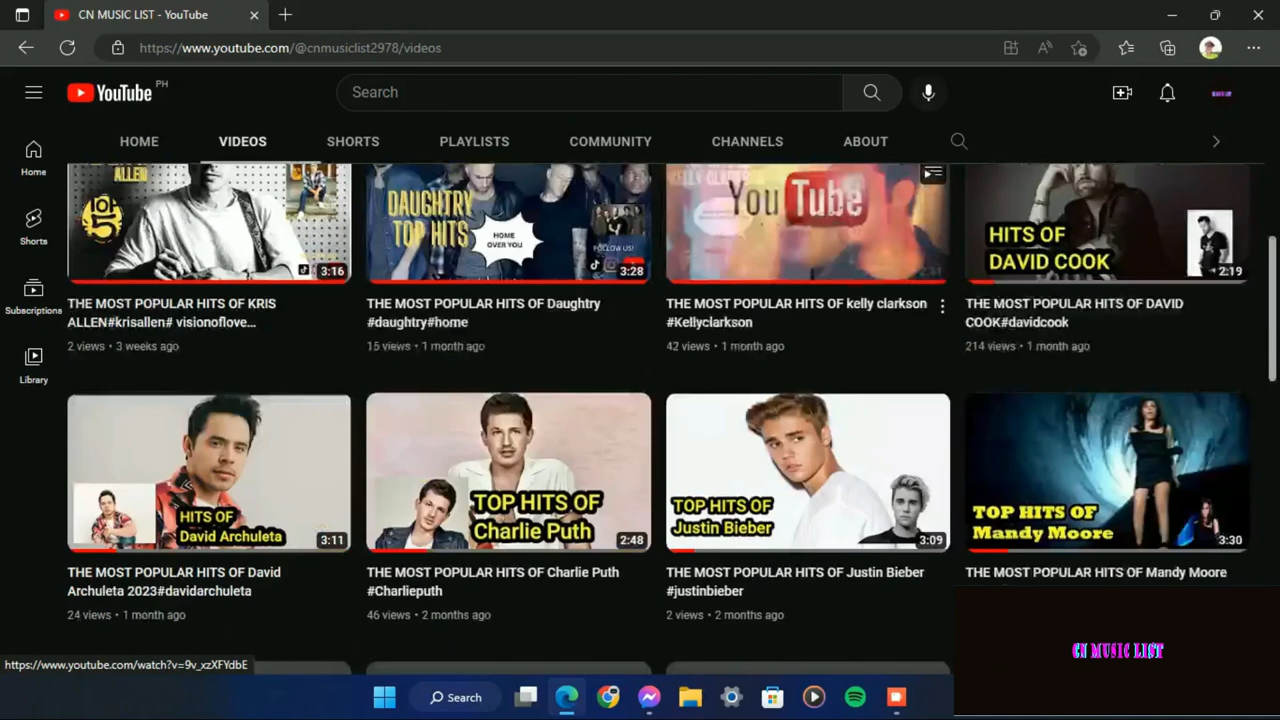 CN MUSIC LIST - YouTube
https://www.youtube.com/@cnmusiclist2978/videos
YouTube PH
Search
HOME
VIDEOS
SHORTS
PLAYLISTS
COMMUNITY
CHANNELS
ABOUT
Home
Shorts
Subscriptions
Library
ALLEN
TOP 5
3:16
DAUGHTRY
TOP HITS
HOME
OVER YOU
FOLLOW US!
3:28
KELLY CLARKSON
YouTube
HITS OF
DAVID COOK
2:19
THE MOST POPULAR HITS OF KRIS
ALLEN#krisallen# visionoflove...
2 views • 3 weeks ago
THE MOST POPULAR HITS OF Daughtry
#daughtry#home
15 views • 1 month ago
THE MOST POPULAR HITS OF kelly clarkson
#Kellyclarkson
42 views • 1 month ago
THE MOST POPULAR HITS OF DAVID
COOK#davidcook
214 views • 1 month ago
HITS OF
David Archuleta
3:11
TOP HITS OF
Charlie Puth
2:48
TOP HITS OF
Justin Bieber
3:09
TOP HITS OF
Mandy Moore
3:30
THE MOST POPULAR HITS OF David
Archuleta 2023#davidarchuleta
24 views • 1 month ago
THE MOST POPULAR HITS OF Charlie Puth
#Charlieputh
46 views • 2 months ago
THE MOST POPULAR HITS OF Justin Bieber
#justinbieber
2 views • 2 months ago
THE MOST POPULAR HITS OF Mandy Moore
CN MUSIC LIST
https://www.youtube.com/watch?v=9v_xzXFYdbE
Search